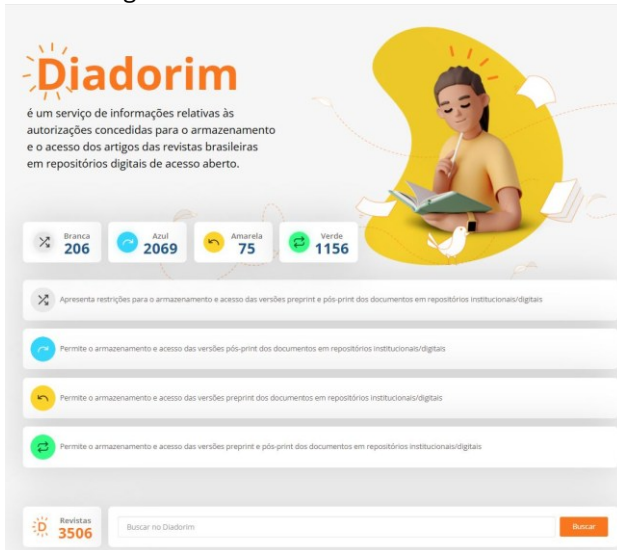 Diadorim
é um serviço de informações relativas às
autorizações concedidas para o armazenamento
e o acesso dos artigos das revistas brasileiras
em repositórios digitais de acesso aberto.
Branca
206
Azul
2069
Amarela
75
Verde
1156
Apresenta restrições para o armazenamento e acesso das versões preprint e pós-print dos documentos em repositórios institucionais/digitais
Permite o armazenamento e acesso das versões pós-print dos documentos em repositórios institucionais/digitais
Permite o armazenamento e acesso das versões preprint dos documentos em repositórios institucionais/digitais
Permite o armazenamento e acesso das versões preprint e pós-print dos documentos em repositórios institucionais/digitais
D
Revistas
3506
Buscar no Diadorim
Buscar